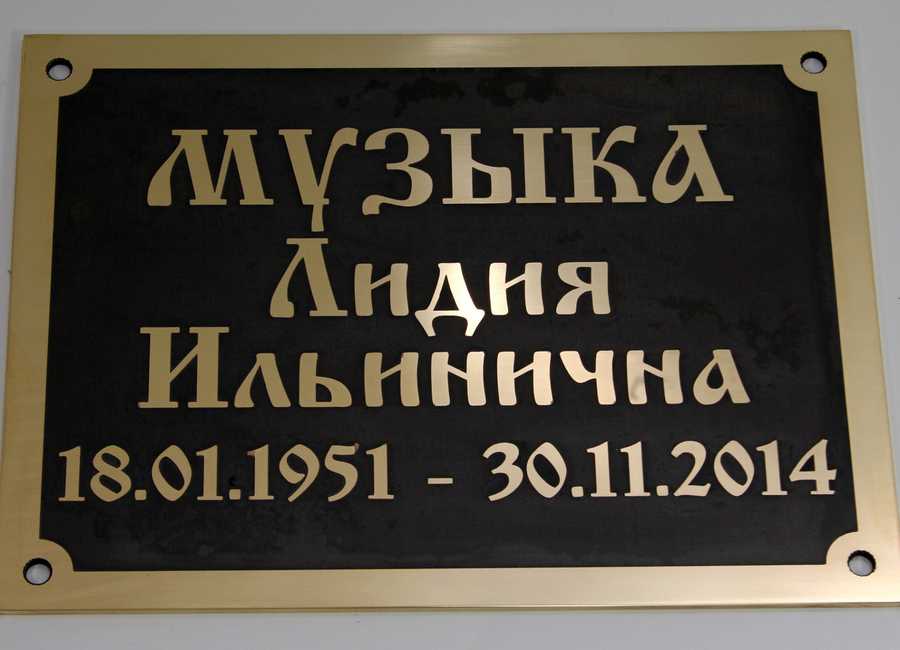 МУЗЫКА
Лидия
Ильинична
18.01.1951 - 30.11.2014